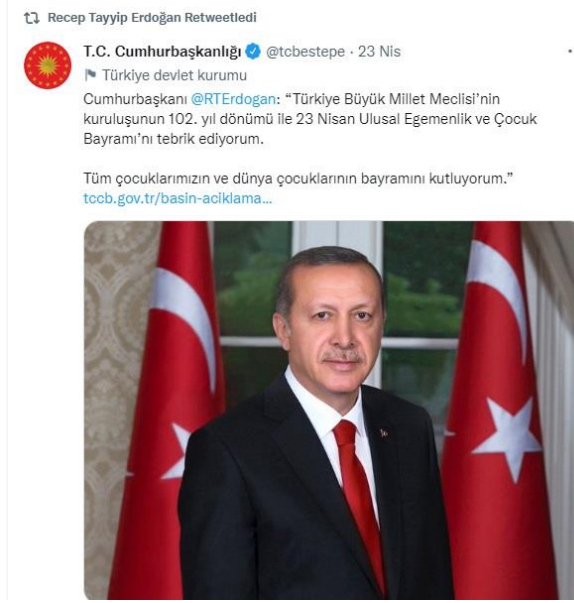 Recep Tayyip Erdoğan Retweetledi
T.C. Cumhurbaşkanlığı @tcbestepe · 23 Nis
Türkiye devlet kurumu
Cumhurbaşkanı @RTErdogan: “Türkiye Büyük Millet Meclisi’nin
kuruluşunun 102. yıl dönümü ile 23 Nisan Ulusal Egemenlik ve Çocuk
Bayramı’nı tebrik ediyorum.
Tüm çocuklarımızın ve dünya çocuklarının bayramını kutluyorum.”
tccb.gov.tr/basin-aciklama...